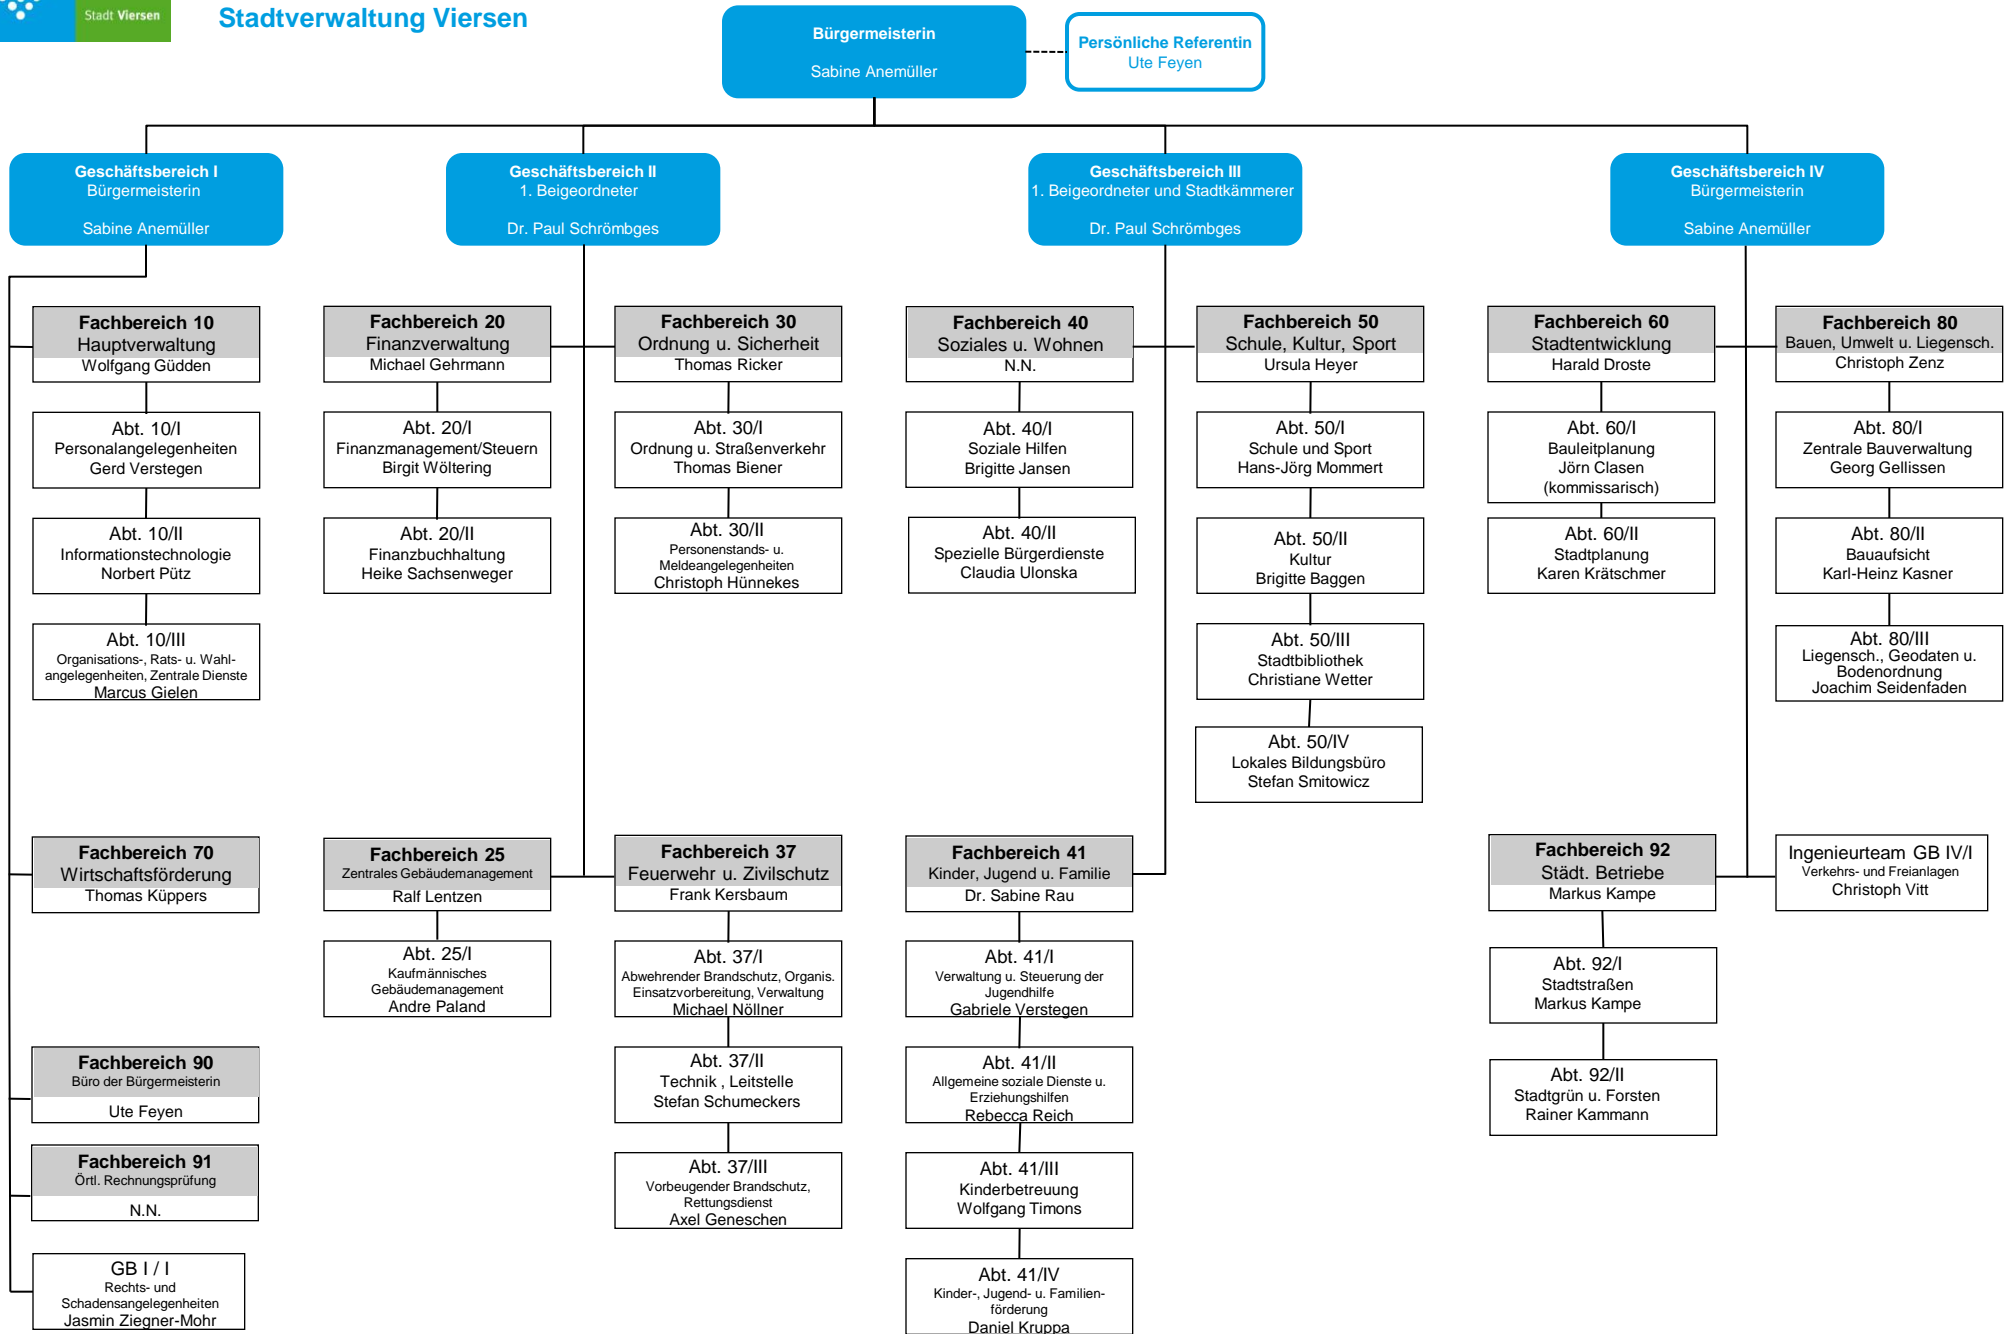 Stadt Viersen
Stadtverwaltung Viersen
Bürgermeisterin
Sabine Anemüller
Persönliche Referentin
Ute Feyen
Geschäftsbereich I
Bürgermeisterin
Sabine Anemüller
Geschäftsbereich II
1. Beigeordneter
Dr. Paul Schrömbges
Geschäftsbereich III
1. Beigeordneter und Stadtkämmerer
Dr. Paul Schrömbges
Geschäftsbereich IV
Bürgermeisterin
Sabine Anemüller
Fachbereich 10
Hauptverwaltung
Wolfgang Güdden
Abt. 10/I
Personalangelegenheiten
Gerd Verstegen
Abt. 10/II
Informationstechnologie
Norbert Pütz
Abt. 10/III
Organisations-, Rats- u. Wahl-
angelegenheiten, Zentrale Dienste
Marcus Gielen
Fachbereich 70
Wirtschaftsförderung
Thomas Küppers
Fachbereich 90
Büro der Bürgermeisterin
Ute Feyen
Fachbereich 91
Örtl. Rechnungsprüfung
N.N.
GB I / I
Rechts- und
Schadensangelegenheiten
Jasmin Ziegner-Mohr
Fachbereich 20
Finanzverwaltung
Michael Gehrmann
Abt. 20/I
Finanzmanagement/Steuern
Birgit Wöltering
Abt. 20/II
Finanzbuchhaltung
Heike Sachsenweger
Fachbereich 25
Zentrales Gebäudemanagement
Ralf Lentzen
Abt. 25/I
Kaufmännisches
Gebäudemanagement
Andre Paland
Fachbereich 30
Ordnung u. Sicherheit
Thomas Ricker
Abt. 30/I
Ordnung u. Straßenverkehr
Thomas Biener
Abt. 30/II
Personenstands- u.
Meldeangelegenheiten
Christoph Hünnekes
Fachbereich 37
Feuerwehr u. Zivilschutz
Frank Kersbaum
Abt. 37/I
Abwehrender Brandschutz, Organis.
Einsatzvorbereitung, Verwaltung
Michael Nöllner
Abt. 37/II
Technik , Leitstelle
Stefan Schumeckers
Abt. 37/III
Vorbeugender Brandschutz,
Rettungsdienst
Axel Geneschen
Fachbereich 40
Soziales u. Wohnen
N.N.
Abt. 40/I
Soziale Hilfen
Brigitte Jansen
Abt. 40/II
Spezielle Bürgerdienste
Claudia Ulonska
Fachbereich 41
Kinder, Jugend u. Familie
Dr. Sabine Rau
Abt. 41/I
Verwaltung u. Steuerung der
Jugendhilfe
Gabriele Verstegen
Abt. 41/II
Allgemeine soziale Dienste u.
Erziehungshilfen
Rebecca Reich
Abt. 41/III
Kinderbetreuung
Wolfgang Timons
Abt. 41/IV
Kinder-, Jugend- u. Familien-
förderung
Daniel Kruppa
Fachbereich 50
Schule, Kultur, Sport
Ursula Heyer
Abt. 50/I
Schule und Sport
Hans-Jörg Mommert
Abt. 50/II
Kultur
Brigitte Baggen
Abt. 50/III
Stadtbibliothek
Christiane Wetter
Abt. 50/IV
Lokales Bildungsbüro
Stefan Smitowicz
Fachbereich 60
Stadtentwicklung
Harald Droste
Abt. 60/I
Bauleitplanung
Jörn Clasen
(kommissarisch)
Abt. 60/II
Stadtplanung
Karen Krätschmer
Fachbereich 92
Städt. Betriebe
Markus Kampe
Abt. 92/I
Stadtstraßen
Markus Kampe
Abt. 92/II
Stadtgrün u. Forsten
Rainer Kammann
Fachbereich 80
Bauen, Umwelt u. Liegensch.
Christoph Zenz
Abt. 80/I
Zentrale Bauverwaltung
Georg Gellissen
Abt. 80/II
Bauaufsicht
Karl-Heinz Kasner
Abt. 80/III
Liegensch., Geodaten u.
Bodenordnung
Joachim Seidenfaden
Ingenieurteam GB IV/I
Verkehrs- und Freianlagen
Christoph Vitt